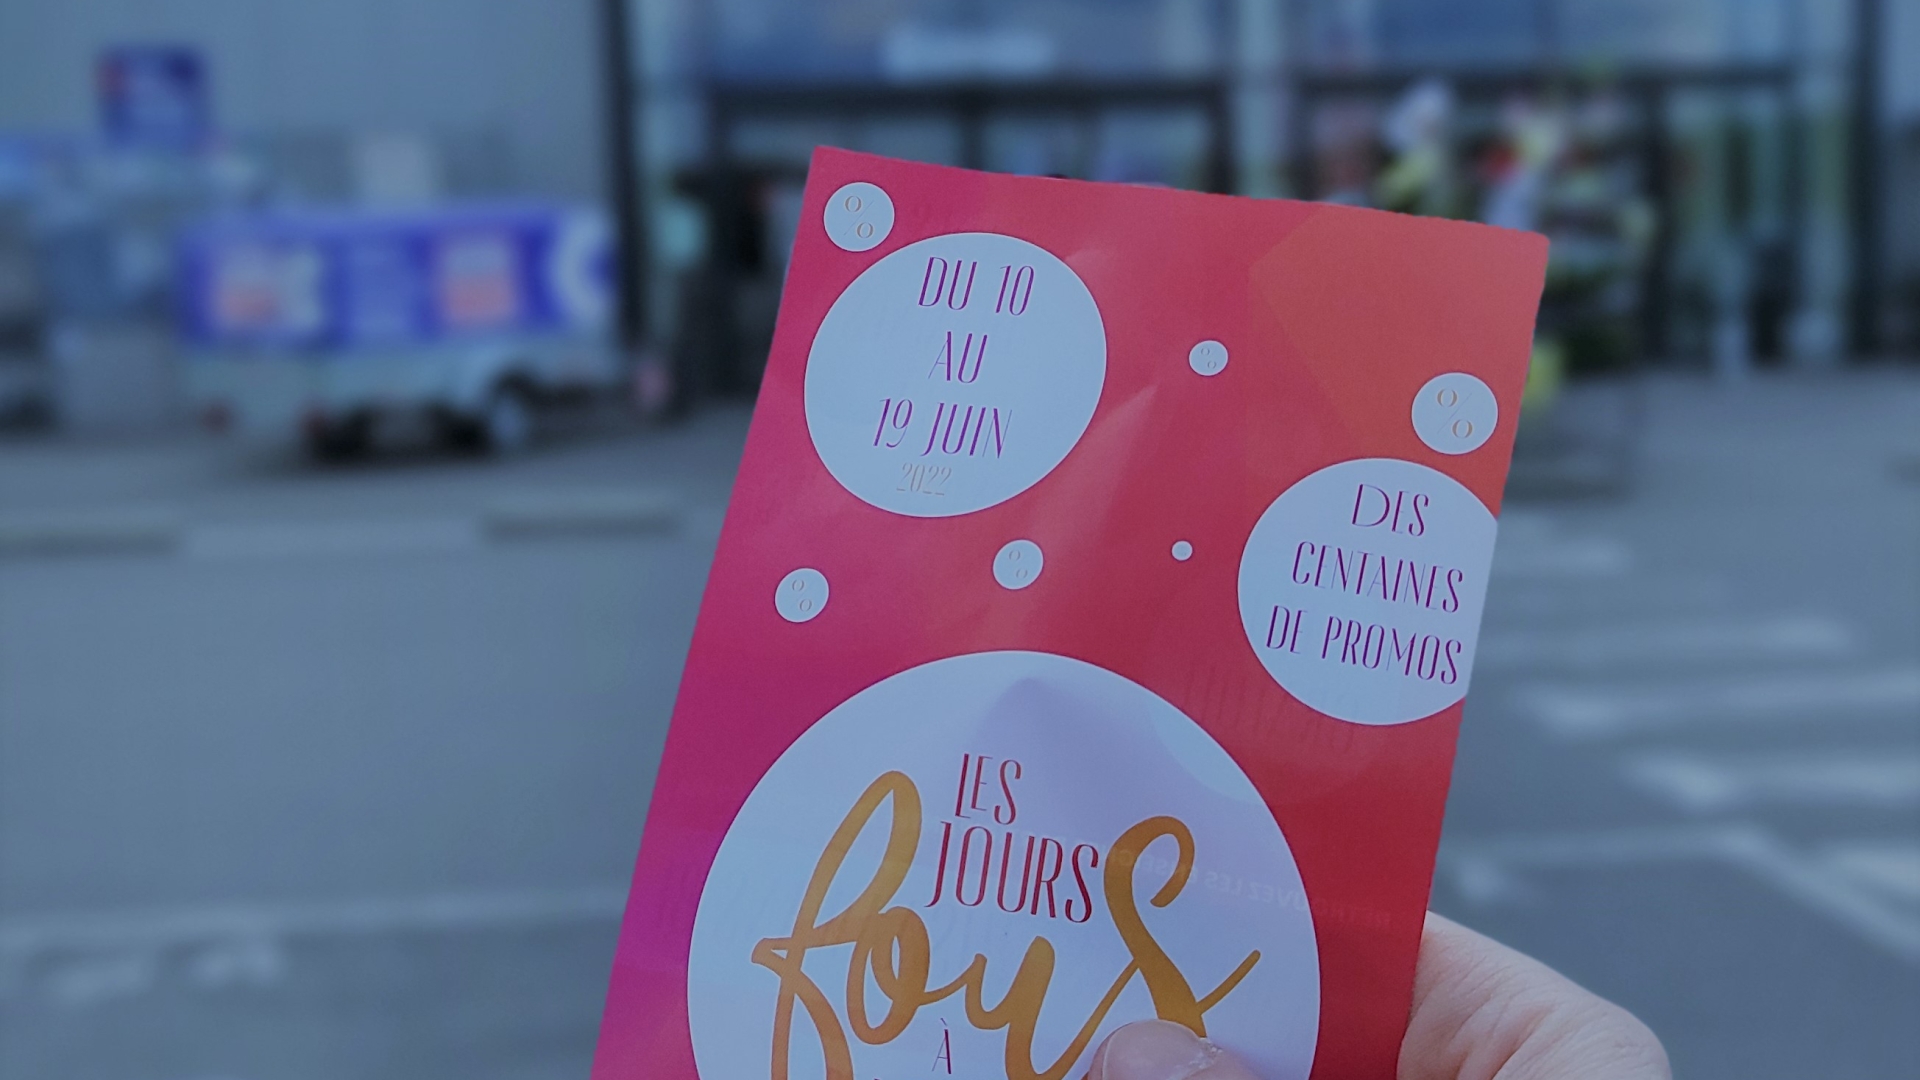 DU 10
AU
19 JUIN
2022
DES
CENTAINES
DE PROMOS
LES
JOURS
fous
À